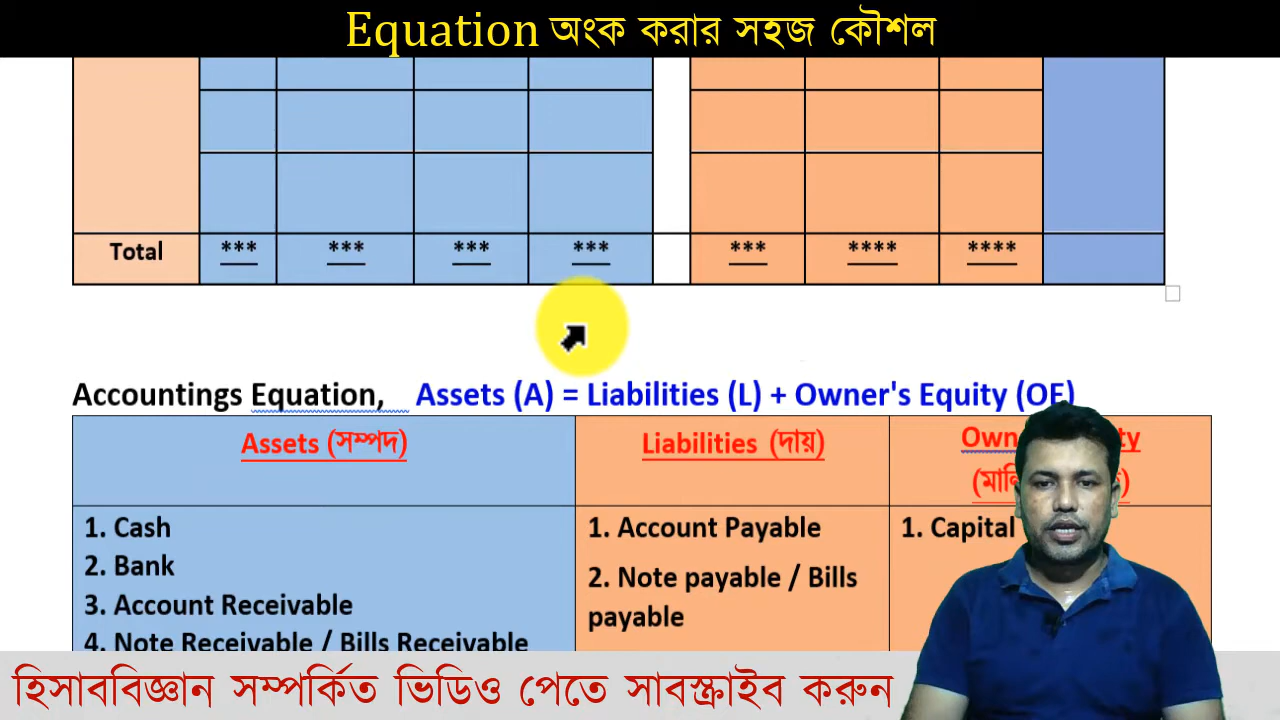 Equation অংক করার সহজ কৌশল
Total *** *** *** *** *** **** ****
Accountings Equation, Assets (A) = Liabilities (L) + Owner's Equity (OE)
Assets (সম্পদ) Liabilities (দায়)
1. Cash 1. Account Payable 1. Capital
2. Bank 2. Note payable / Bills
3. Account Receivable payable
4. Note Receivable / Bills Receivable
হিসাববিজ্ঞান সম্পর্কিত ভিডিও পেতে সাবস্ক্রাইব করুন